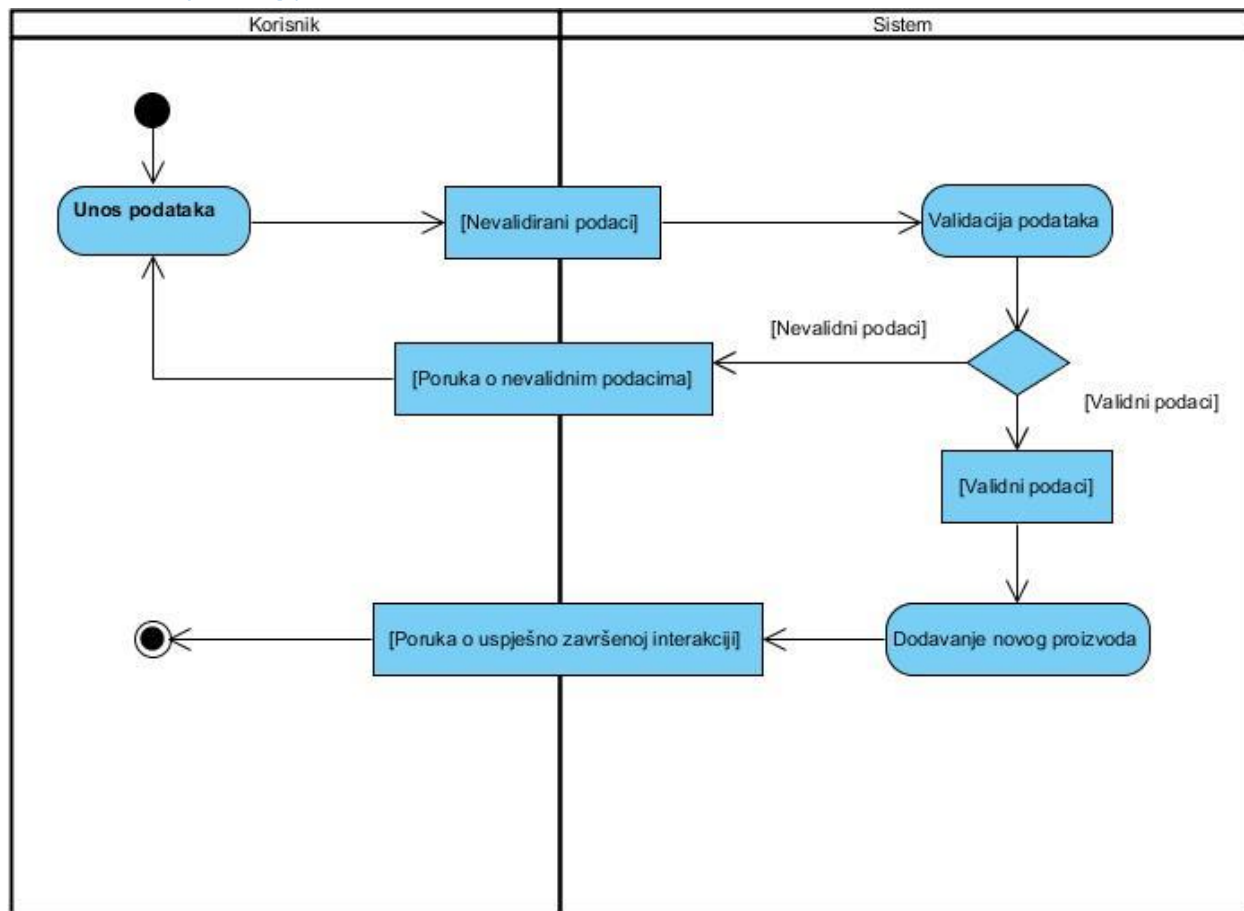 Korisnik
Sistem
Unos podataka
[Nevalidirani podaci]
Validacija podataka
[Nevalidni podaci]
[Poruka o nevalidnim podacima]
[Validni podaci]
[Validni podaci]
[Poruka o uspješno završenoj interakciji]
Dodavanje novog proizvoda